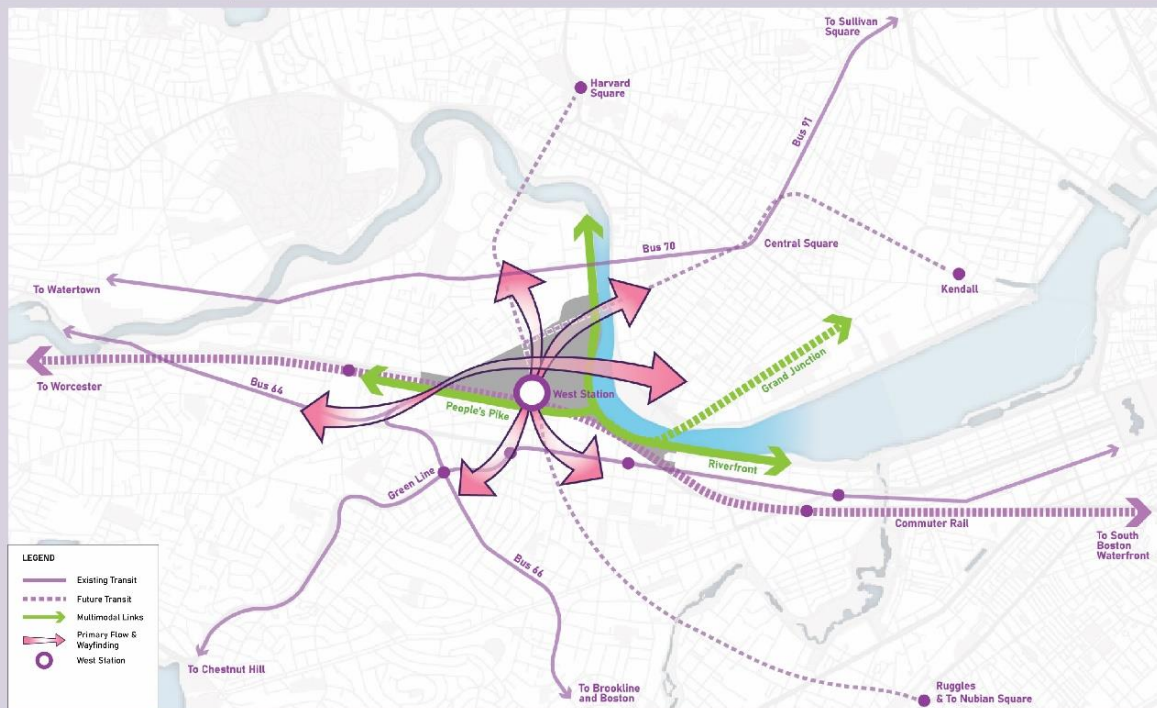 To Sullivan
Square
Harvard
Square
Bus 91
Bus 70
Central Square
Kendall
To Watertown
To Worcester
Bus 64
West Station
People's Pike
Grand Junction
Riverfront
Green Line
Commuter Rail
To South
Boston
Waterfront
Bus 66
To Chestnut Hill
To Brookline
and Boston
Ruggles
& To Nubian Square
LEGEND
Existing Transit
Future Transit
Multimodal Links
Primary Flow &
Wayfinding
West Station